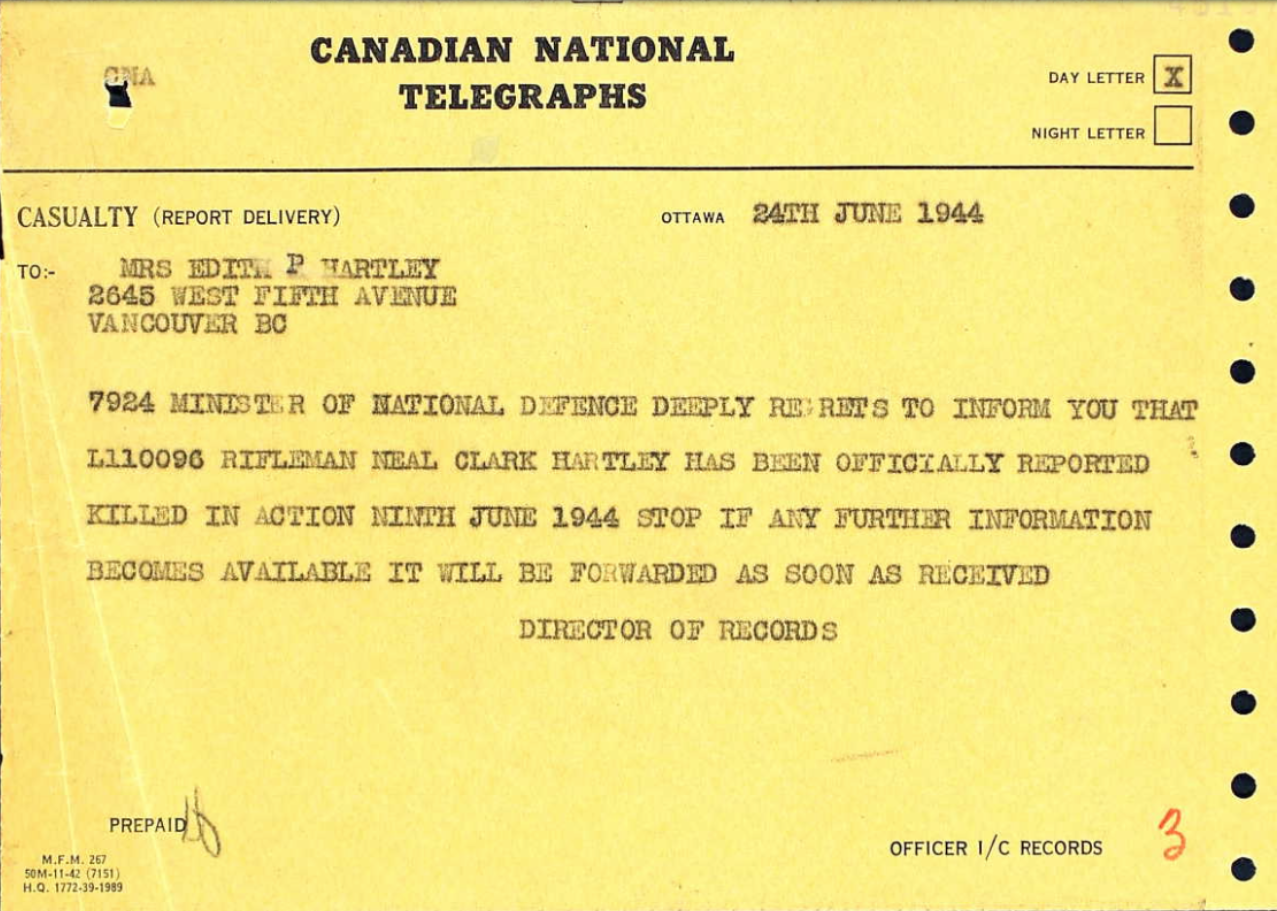 CNA
CANADIAN NATIONAL
TELEGRAPHS
DAY LETTER X
NIGHT LETTER
CASUALTY (REPORT DELIVERY)
OTTAWA 24TH JUNE 1944
TO:- MRS EDITH P HARTLEY
2645 WEST FIFTH AVENUE
VANCOUVER BC
7924 MINISTER OF NATIONAL DEFENCE DEEPLY REGRETS TO INFORM YOU THAT
L110096 RIFLEMAN NEAL CLARK HARTLEY HAS BEEN OFFICIALLY REPORTED
KILLED IN ACTION NINTH JUNE 1944 STOP IF ANY FURTHER INFORMATION
BECOMES AVAILABLE IT WILL BE FORWARDED AS SOON AS RECEIVED
DIRECTOR OF RECORDS
PREPAID
OFFICER I/C RECORDS 3
M.F.M. 267
50M-11-42 (7151)
H.Q. 1772-39-1989